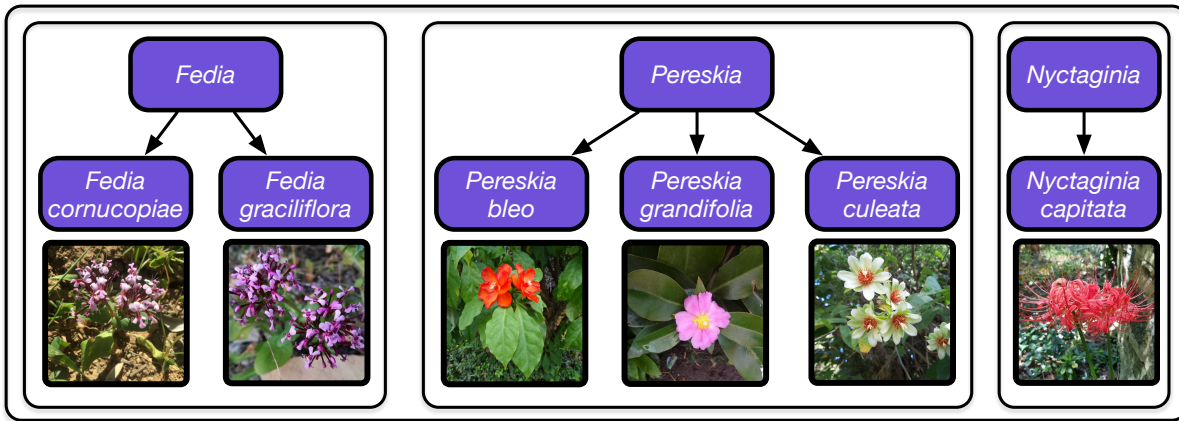 Fedia
Pereskia
Nyctaginia
Fedia
cornucopiae
Fedia
graciliflora
Pereskia
bleo
Pereskia
grandifolia
Pereskia
culeata
Nyctaginia
capitata